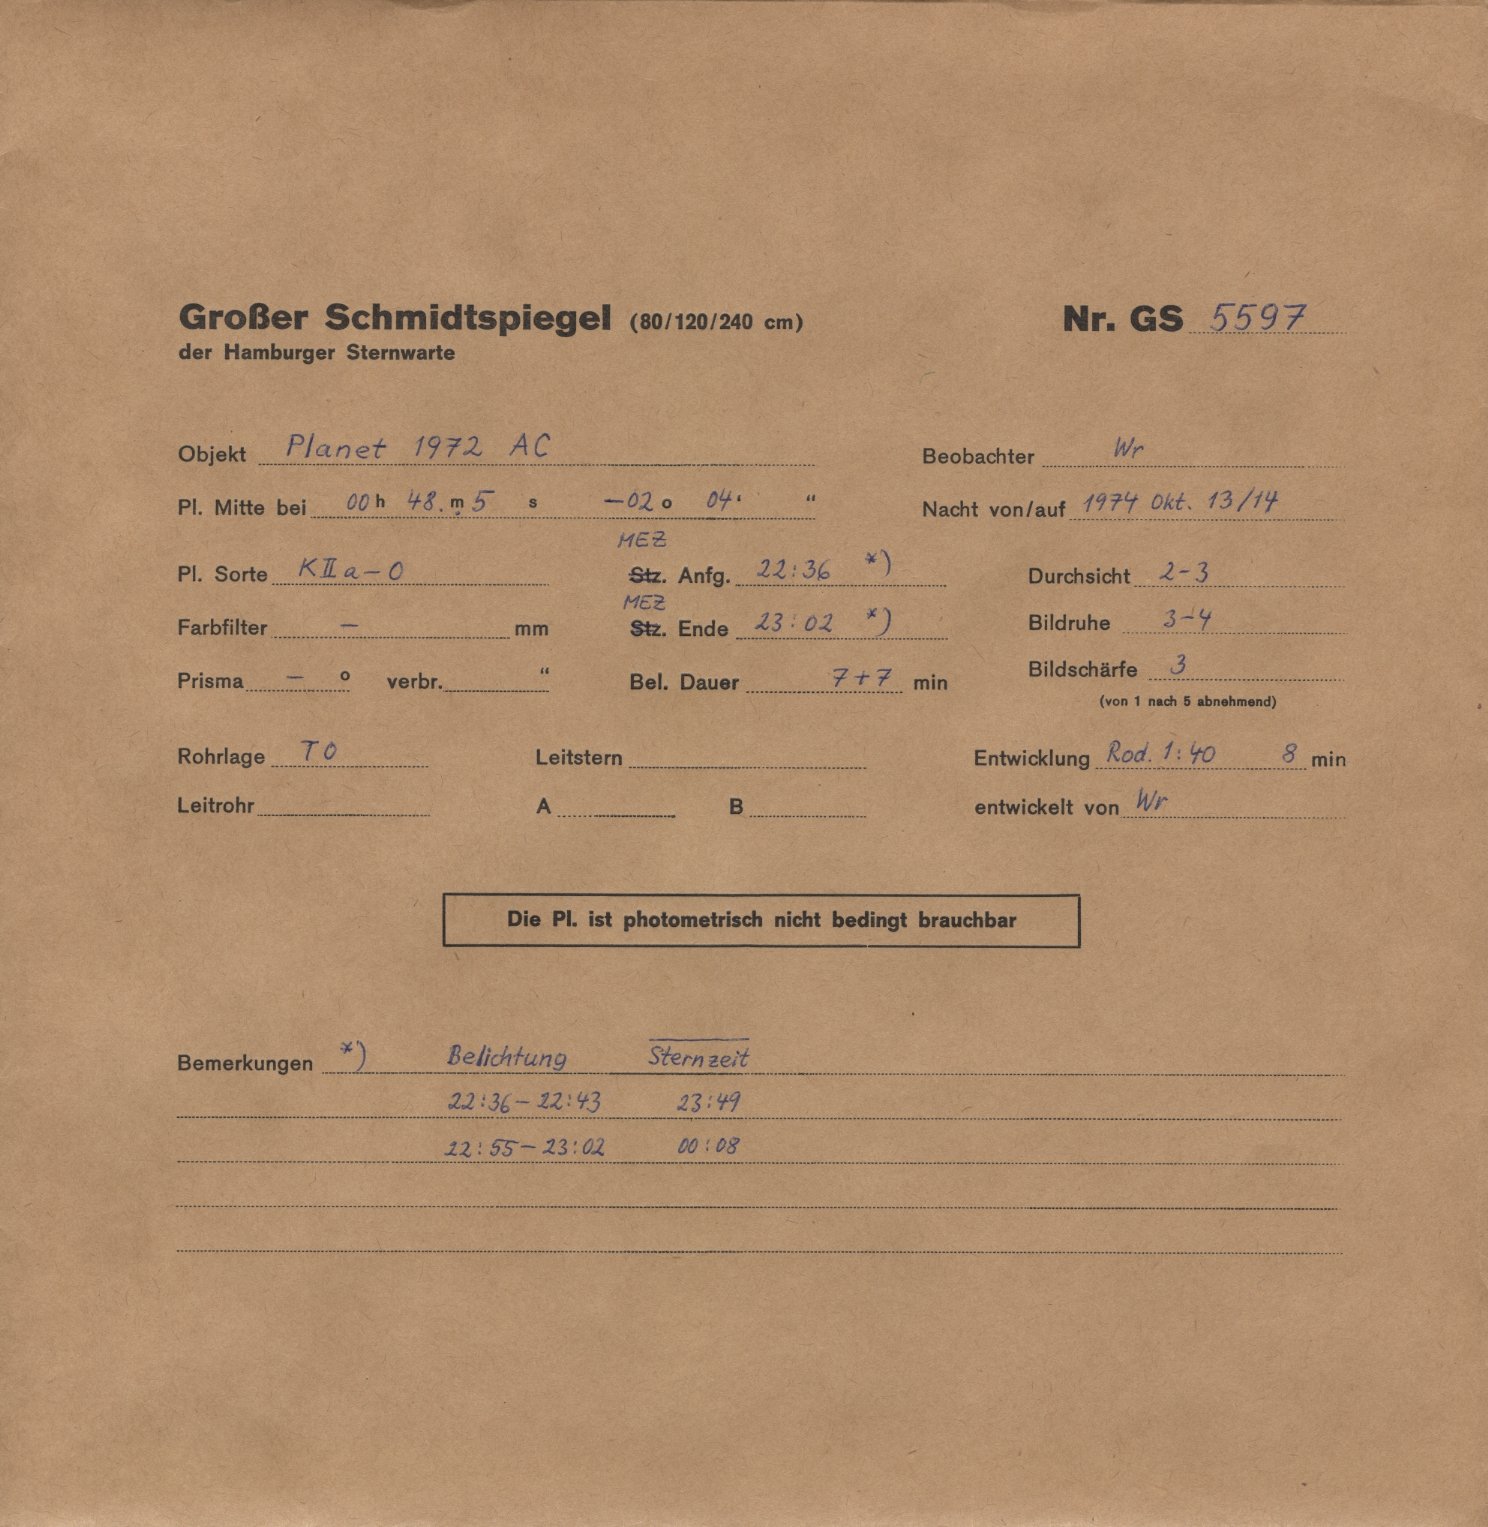 Großer Schmidtspiegel (80/120/240 cm) Nr. GS 5597
der Hamburger Sternwarte
Objekt Planet 1972 AC Beobachter Wr
Pl. Mitte bei 00 h 48. m 5 s -02 o 04 ' “ Nacht von/auf 1974 Okt. 13/14
MEZ
Pl. Sorte K II a-O Stz. Anfg. 22:36 *) Durchsicht 2-3
MEZ
Farbfilter — mm Stz. Ende 23:02 *) Bildruhe 3-4
Prisma — o verbr. “ Bel. Dauer 7+7 min Bildschärfe 3
(von 1 nach 5 abnehmend)
Rohrlage TO Leitstern Entwicklung Rod. 1:40 8 min
Leitrohr A B entwickelt von Wr
Die Pl. ist photometrisch nicht bedingt brauchbar
Bemerkungen *) Belichtung Sternzeit
22:36 — 22:43 23:49
22:55 — 23:02 00:08